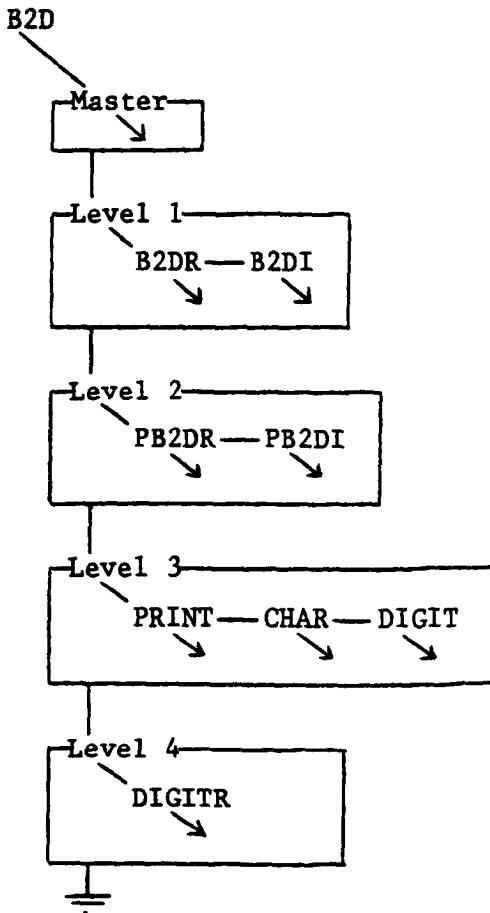 B2D
Master
Level 1
B2DR B2DI
Level 2
PB2DR PB2DI
Level 3
PRINT CHAR DIGIT
Level 4
DIGITR